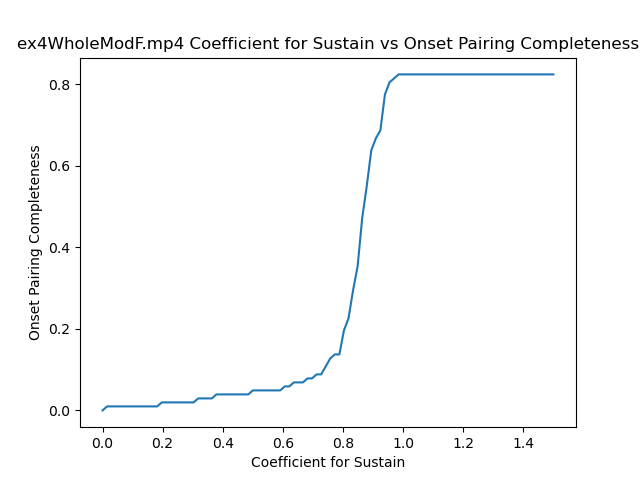 ex4WholeModF.mp4 Coefficient for Sustain vs Onset Pairing Completeness
Onset Pairing Completeness
0.8
0.6
0.4
0.2
0.0
0.0 0.2 0.4 0.6 0.8 1.0 1.2 1.4
Coefficient for Sustain